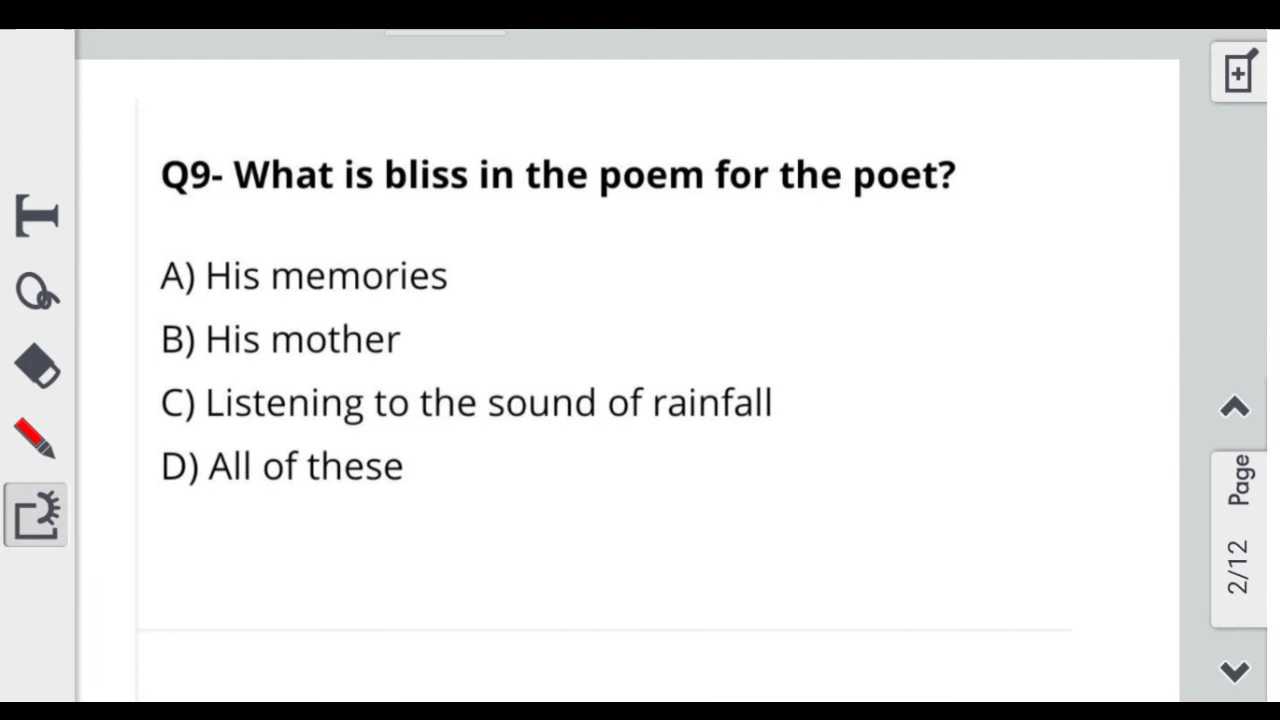 Q9- What is bliss in the poem for the poet?
A) His memories
B) His mother
C) Listening to the sound of rainfall
D) All of these
T
Page
2/12